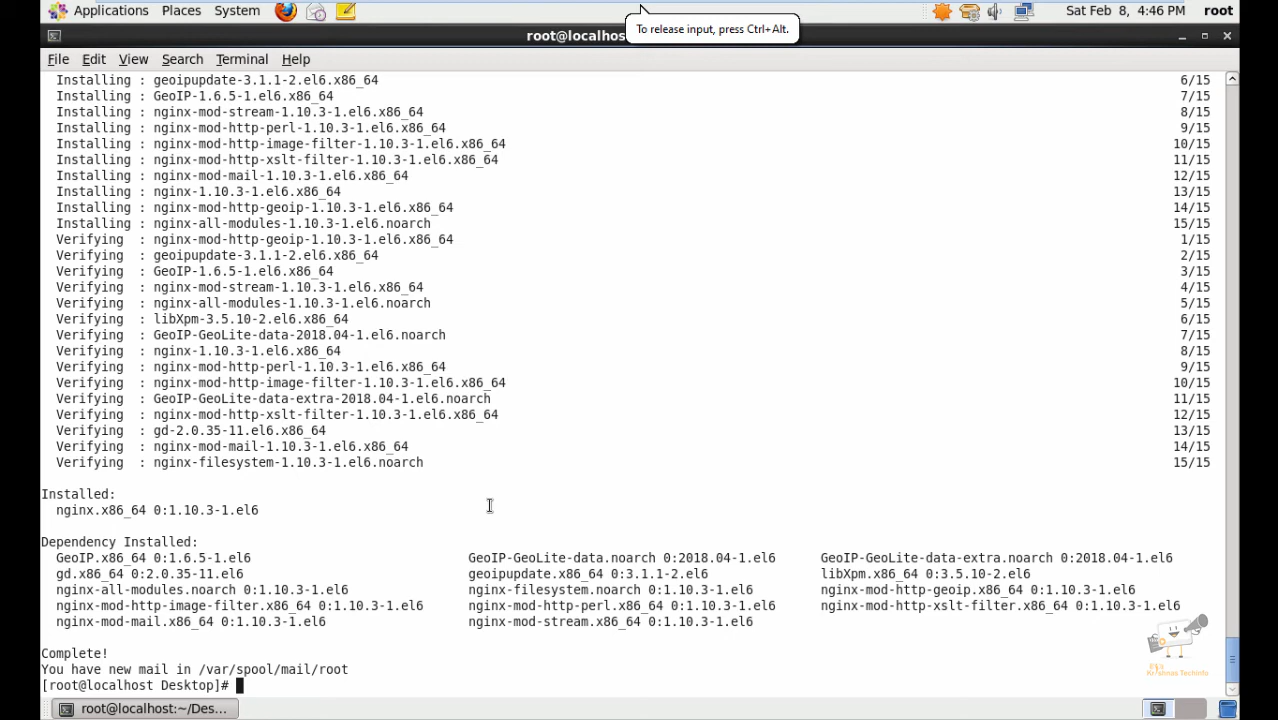 Applications Places System
Sat Feb 8, 4:46 PM root
To release input, press Ctrl+Alt.
root@localhos
File Edit View Search Terminal Help
Installing : geoipupdate-3.1.1-2.el6.x86_64 6/15
Installing : GeoIP-1.6.5-1.el6.x86_64 7/15
Installing : nginx-mod-stream-1.10.3-1.el6.x86_64 8/15
Installing : nginx-mod-http-perl-1.10.3-1.el6.x86_64 9/15
Installing : nginx-mod-http-image-filter-1.10.3-1.el6.x86_64 10/15
Installing : nginx-mod-http-xslt-filter-1.10.3-1.el6.x86_64 11/15
Installing : nginx-mod-mail-1.10.3-1.el6.x86_64 12/15
Installing : nginx-1.10.3-1.el6.x86_64 13/15
Installing : nginx-mod-http-geoip-1.10.3-1.el6.x86_64 14/15
Installing : nginx-all-modules-1.10.3-1.el6.noarch 15/15
Verifying : nginx-mod-http-geoip-1.10.3-1.el6.x86_64 1/15
Verifying : geoipupdate-3.1.1-2.el6.x86_64 2/15
Verifying : GeoIP-1.6.5-1.el6.x86_64 3/15
Verifying : nginx-mod-stream-1.10.3-1.el6.x86_64 4/15
Verifying : nginx-all-modules-1.10.3-1.el6.noarch 5/15
Verifying : libXpm-3.5.10-2.el6.x86_64 6/15
Verifying : GeoIP-GeoLite-data-2018.04-1.el6.noarch 7/15
Verifying : nginx-1.10.3-1.el6.x86_64 8/15
Verifying : nginx-mod-http-perl-1.10.3-1.el6.x86_64 9/15
Verifying : nginx-mod-http-image-filter-1.10.3-1.el6.x86_64 10/15
Verifying : GeoIP-GeoLite-data-extra-2018.04-1.el6.noarch 11/15
Verifying : nginx-mod-http-xslt-filter-1.10.3-1.el6.x86_64 12/15
Verifying : gd-2.0.35-11.el6.x86_64 13/15
Verifying : nginx-mod-mail-1.10.3-1.el6.x86_64 14/15
Verifying : nginx-filesystem-1.10.3-1.el6.noarch 15/15
Installed:
nginx.x86_64 0:1.10.3-1.el6
Dependency Installed:
GeoIP.x86_64 0:1.6.5-1.el6 GeoIP-GeoLite-data.noarch 0:2018.04-1.el6 GeoIP-GeoLite-data-extra.noarch 0:2018.04-1.el6
gd.x86_64 0:2.0.35-11.el6 geoipupdate.x86_64 0:3.1.1-2.el6 libXpm.x86_64 0:3.5.10-2.el6
nginx-all-modules.noarch 0:1.10.3-1.el6 nginx-filesystem.noarch 0:1.10.3-1.el6 nginx-mod-http-geoip.x86_64 0:1.10.3-1.el6
nginx-mod-http-image-filter.x86_64 0:1.10.3-1.el6 nginx-mod-http-perl.x86_64 0:1.10.3-1.el6 nginx-mod-http-xslt-filter.x86_64 0:1.10.3-1.el6
nginx-mod-mail.x86_64 0:1.10.3-1.el6 nginx-mod-stream.x86_64 0:1.10.3-1.el6
Complete!
You have new mail in /var/spool/mail/root
[root@localhost Desktop]#
Krishnas Techinfo
root@localhost:~/Des...